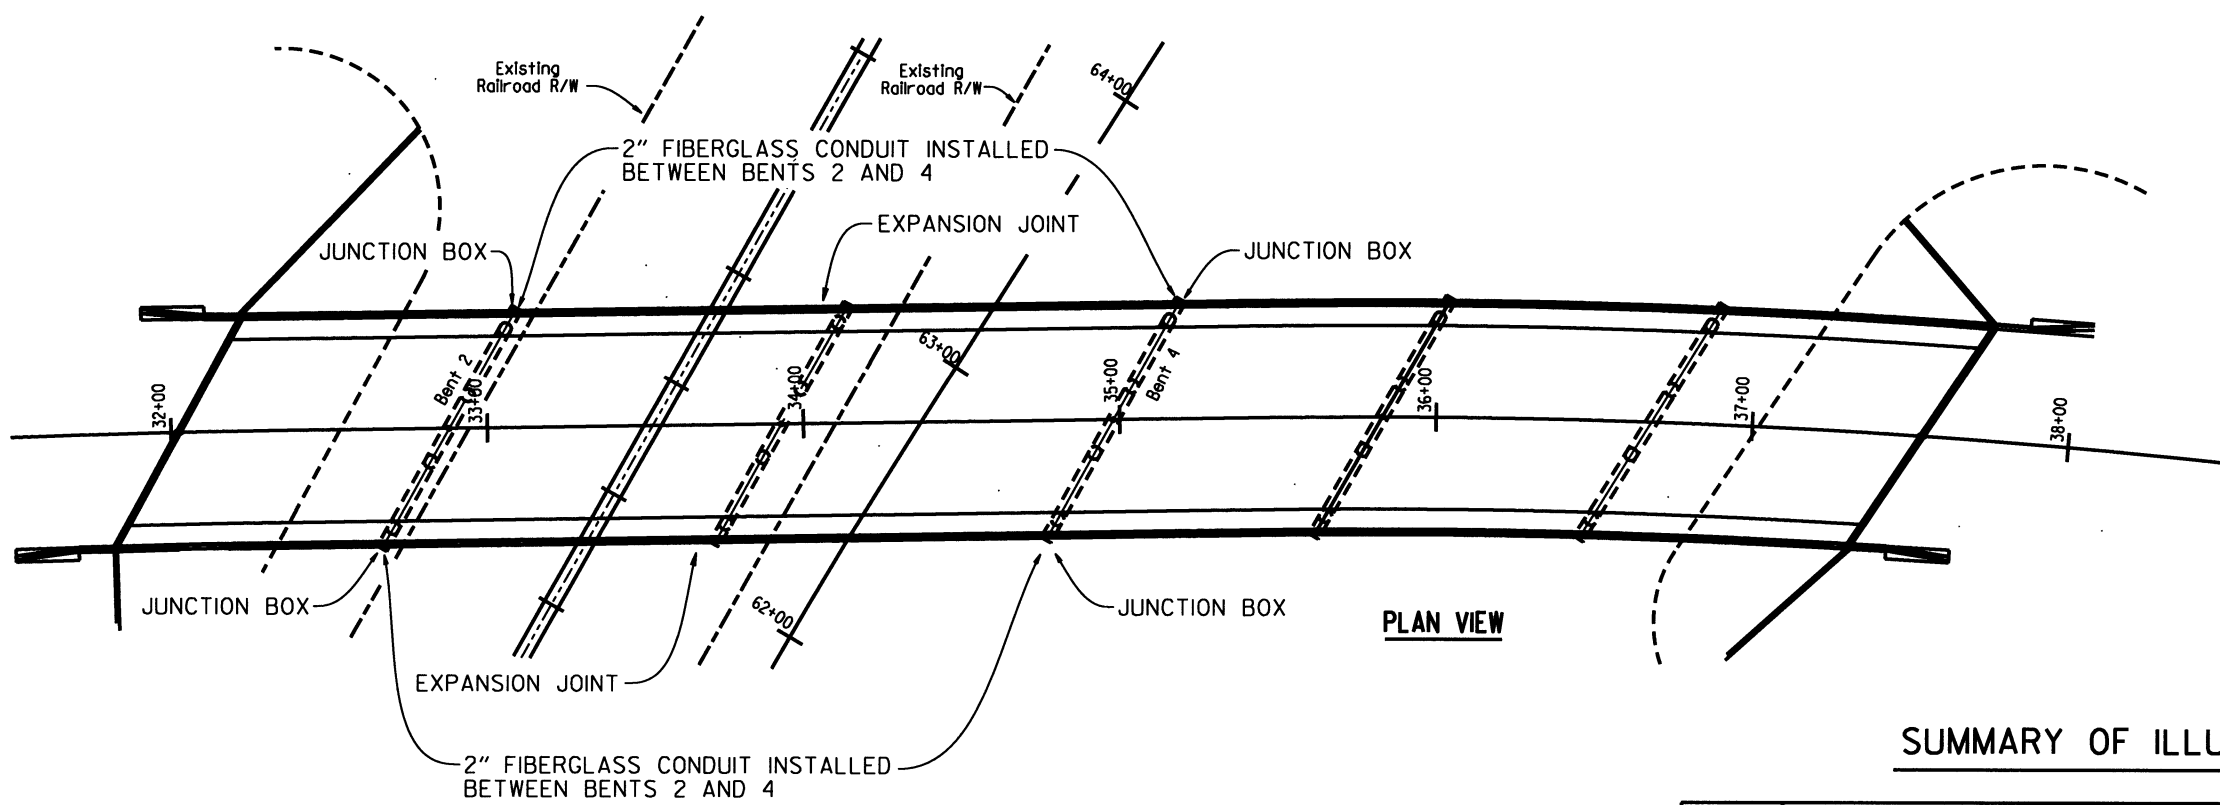 Existing
Railroad R/W
Existing
Railroad R/W
64+00
2" FIBERGLASS CONDUIT INSTALLED
BETWEEN BENTS 2 AND 4
EXPANSION JOINT
JUNCTION BOX
JUNCTION BOX
63+00
Bent 2
Bent 4
32+00
33+00
34+00
35+00
36+00
37+00
38+00
JUNCTION BOX
62+00
JUNCTION BOX
PLAN VIEW
EXPANSION JOINT
2" FIBERGLASS CONDUIT INSTALLED
BETWEEN BENTS 2 AND 4
SUMMARY OF ILLU